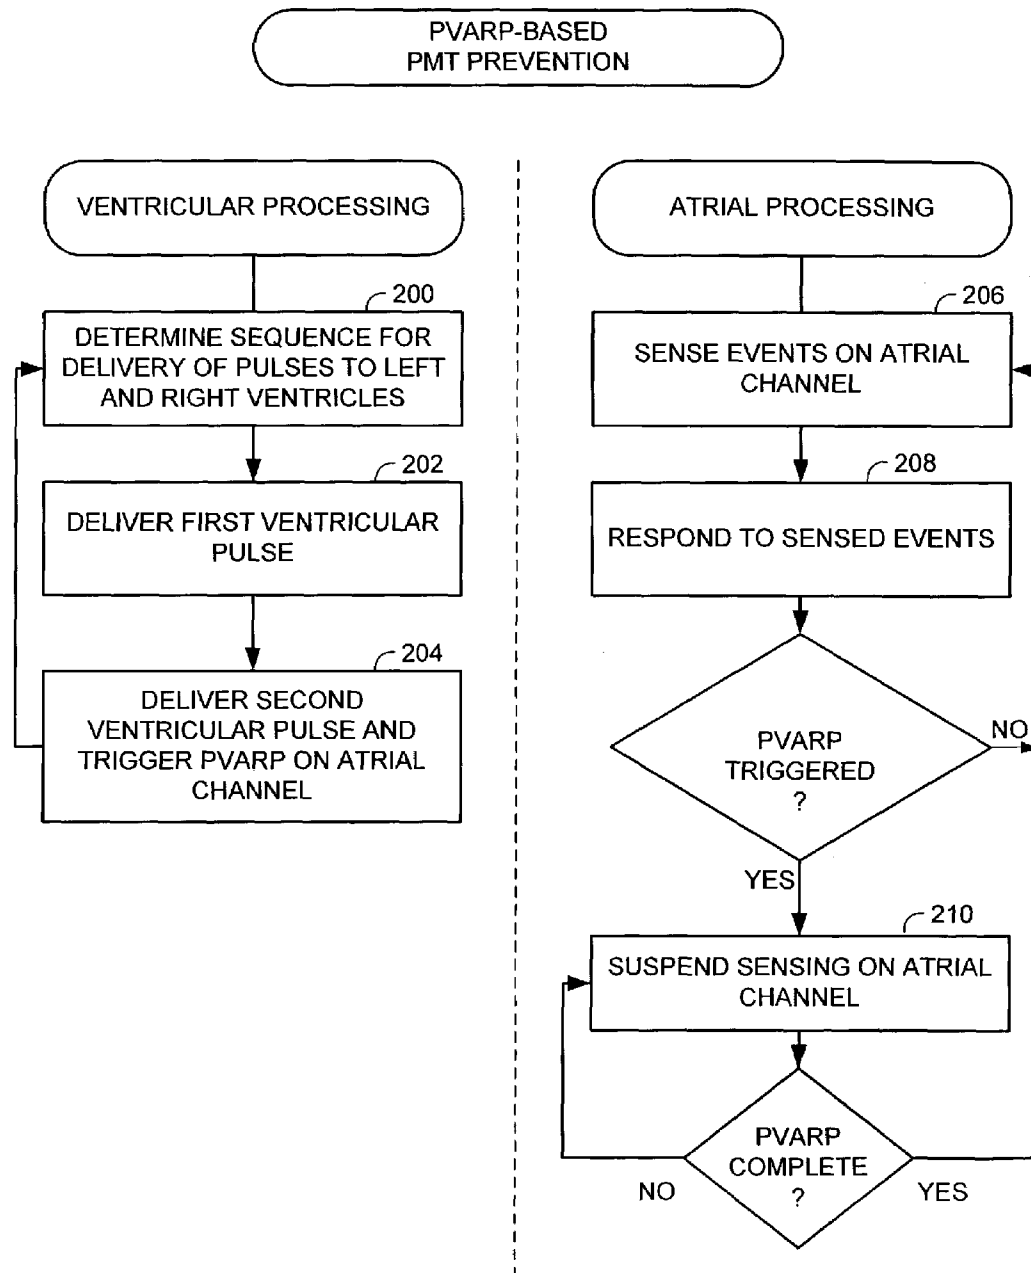 PVARP-BASED
PMT PREVENTION
VENTRICULAR PROCESSING
200
DETERMINE SEQUENCE FOR
DELIVERY OF PULSES TO LEFT
AND RIGHT VENTRICLES
202
DELIVER FIRST VENTRICULAR
PULSE
204
DELIVER SECOND
VENTRICULAR PULSE AND
TRIGGER PVARP ON ATRIAL
CHANNEL
ATRIAL PROCESSING
206
SENSE EVENTS ON ATRIAL
CHANNEL
208
RESPOND TO SENSED EVENTS
PVARP
TRIGGERED
?
NO
YES
210
SUSPEND SENSING ON ATRIAL
CHANNEL
PVARP
COMPLETE
?
NO
YES